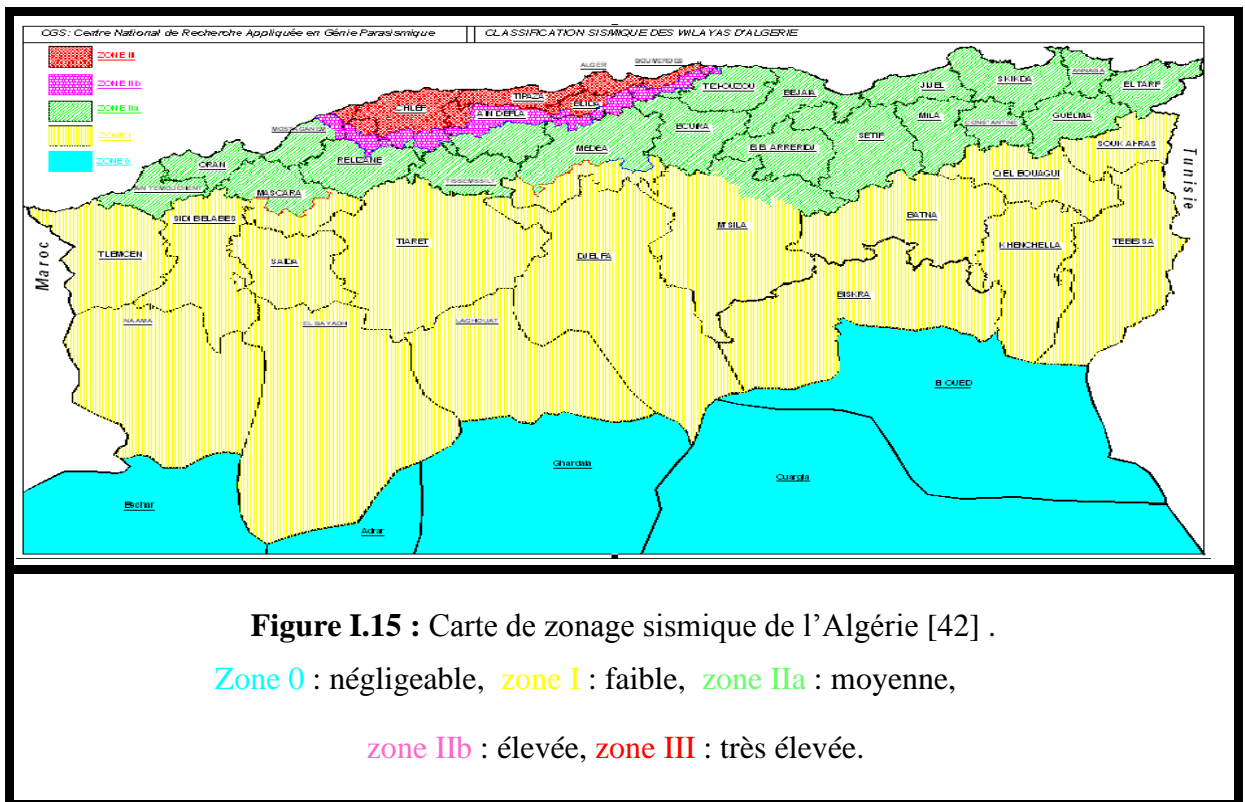 CGS: Centre National de Recherche Appliquée en Génie Parasismique
CLASSIFICATION SISMIQUE DES WILAYAS D'ALGERIE
ZONE III
ZONE IIb
ZONE IIa
ZONE I
ZONE 0
ALGER
BOUMERDES
TIPAZA
CHLEF
BLIDA
AIN DEFLA
MOSTAGANEM
TIZI OUZOU
BEJAIA
JIJEL
SKIKDA
ANNABA
EL TARF
MILA
CONSTANTINE
GUELMA
BOUIRA
SETIF
SOUK AHRAS
ORAN
RELIZANE
MEDEA
B.B ARRERIDJ
AIN TEMOUCHENT
MASCARA
TISSEMSILT
OEL BOUAGUI
SIDI BELABES
BATNA
M'SILA
TLEMCEN
SAIDA
TIARET
DJELFA
KHENCHELLA
TEBESSA
BISKRA
NAAMA
EL BAYADH
LAGHOUAT
Maroc
Tunisie
El OUED
Ghardaia
Ouargla
Bechar
Adrar
Figure I.15 : Carte de zonage sismique de l’Algérie [42] .
Zone 0 : négligeable, zone I : faible, zone IIa : moyenne,
zone IIb : élevée, zone III : très élevée.